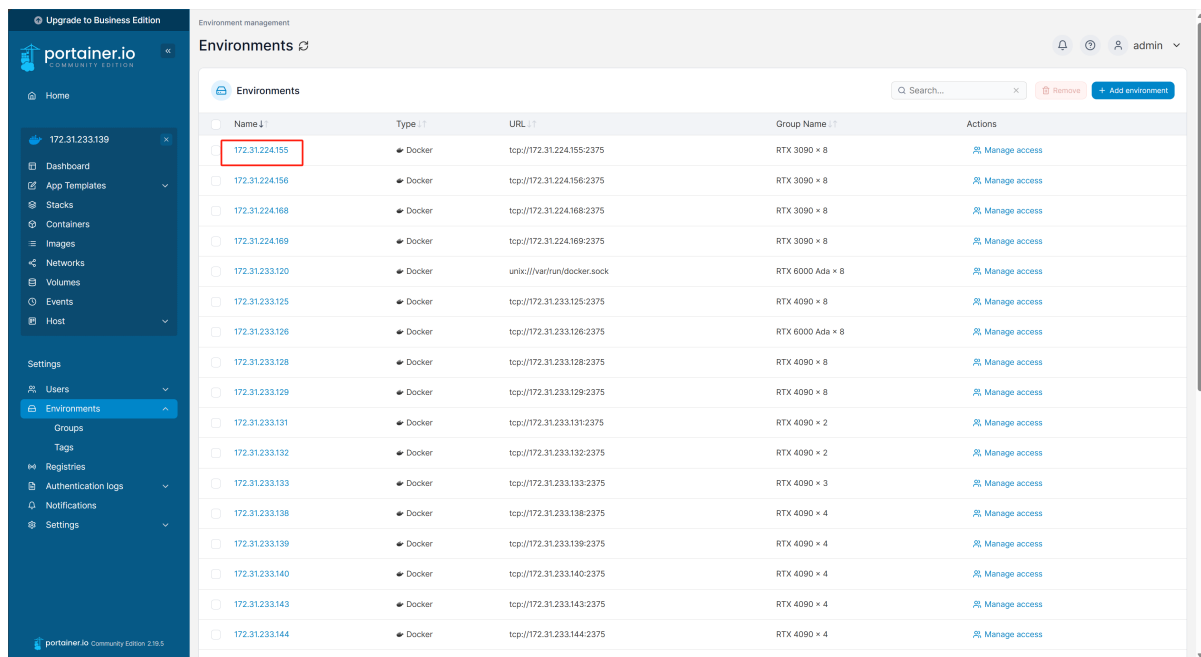 Upgrade to Business Edition
portainer.io
COMMUNITY EDITION
Home
172.31.233.139
Dashboard
App Templates
Stacks
Containers
Images
Networks
Volumes
Events
Host
Settings
Users
Environments
Groups
Tags
Registries
Authentication logs
Notifications
Settings
portainer.io Community Edition 2.19.5
Environment management
Environments
admin
Environments
Search...
Remove
+ Add environment
Name Type URL Group Name Actions
172.31.224.155 Docker tcp://172.31.224.155:2375 RTX 3090 × 8 Manage access
172.31.224.156 Docker tcp://172.31.224.156:2375 RTX 3090 × 8 Manage access
172.31.224.168 Docker tcp://172.31.224.168:2375 RTX 3090 × 8 Manage access
172.31.224.169 Docker tcp://172.31.224.169:2375 RTX 3090 × 8 Manage access
172.31.233.120 Docker unix:///var/run/docker.sock RTX 6000 Ada × 8 Manage access
172.31.233.125 Docker tcp://172.31.233.125:2375 RTX 4090 × 8 Manage access
172.31.233.126 Docker tcp://172.31.233.126:2375 RTX 6000 Ada × 8 Manage access
172.31.233.128 Docker tcp://172.31.233.128:2375 RTX 4090 × 8 Manage access
172.31.233.129 Docker tcp://172.31.233.129:2375 RTX 4090 × 8 Manage access
172.31.233.131 Docker tcp://172.31.233.131:2375 RTX 4090 × 2 Manage access
172.31.233.132 Docker tcp://172.31.233.132:2375 RTX 4090 × 2 Manage access
172.31.233.133 Docker tcp://172.31.233.133:2375 RTX 4090 × 3 Manage access
172.31.233.138 Docker tcp://172.31.233.138:2375 RTX 4090 × 4 Manage access
172.31.233.139 Docker tcp://172.31.233.139:2375 RTX 4090 × 4 Manage access
172.31.233.140 Docker tcp://172.31.233.140:2375 RTX 4090 × 4 Manage access
172.31.233.143 Docker tcp://172.31.233.143:2375 RTX 4090 × 4 Manage access
172.31.233.144 Docker tcp://172.31.233.144:2375 RTX 4090 × 4 Manage access